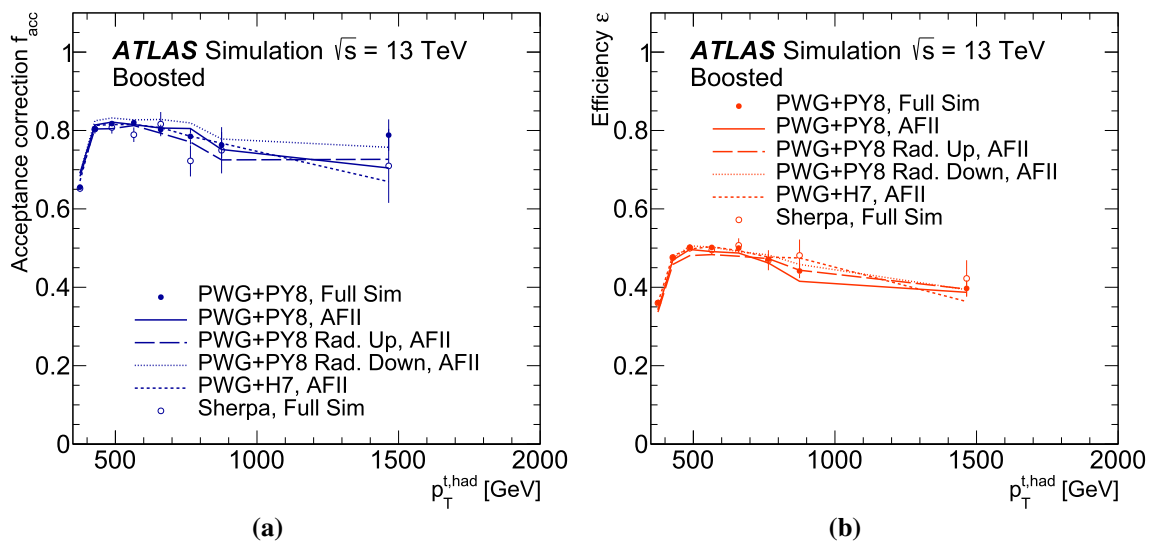 Acceptance correction f_acc
1
0.8
0.6
0.4
0.2
0
ATLAS Simulation √s = 13 TeV
Boosted
PWG+PY8, Full Sim
PWG+PY8, AFII
PWG+PY8 Rad. Up, AFII
PWG+PY8 Rad. Down, AFII
PWG+H7, AFII
Sherpa, Full Sim
500 1000 1500 2000
p_T^{t,had} [GeV]
(a)
Efficiency ε
1
0.8
0.6
0.4
0.2
0
ATLAS Simulation √s = 13 TeV
Boosted
PWG+PY8, Full Sim
PWG+PY8, AFII
PWG+PY8 Rad. Up, AFII
PWG+PY8 Rad. Down, AFII
PWG+H7, AFII
Sherpa, Full Sim
500 1000 1500 2000
p_T^{t,had} [GeV]
(b)